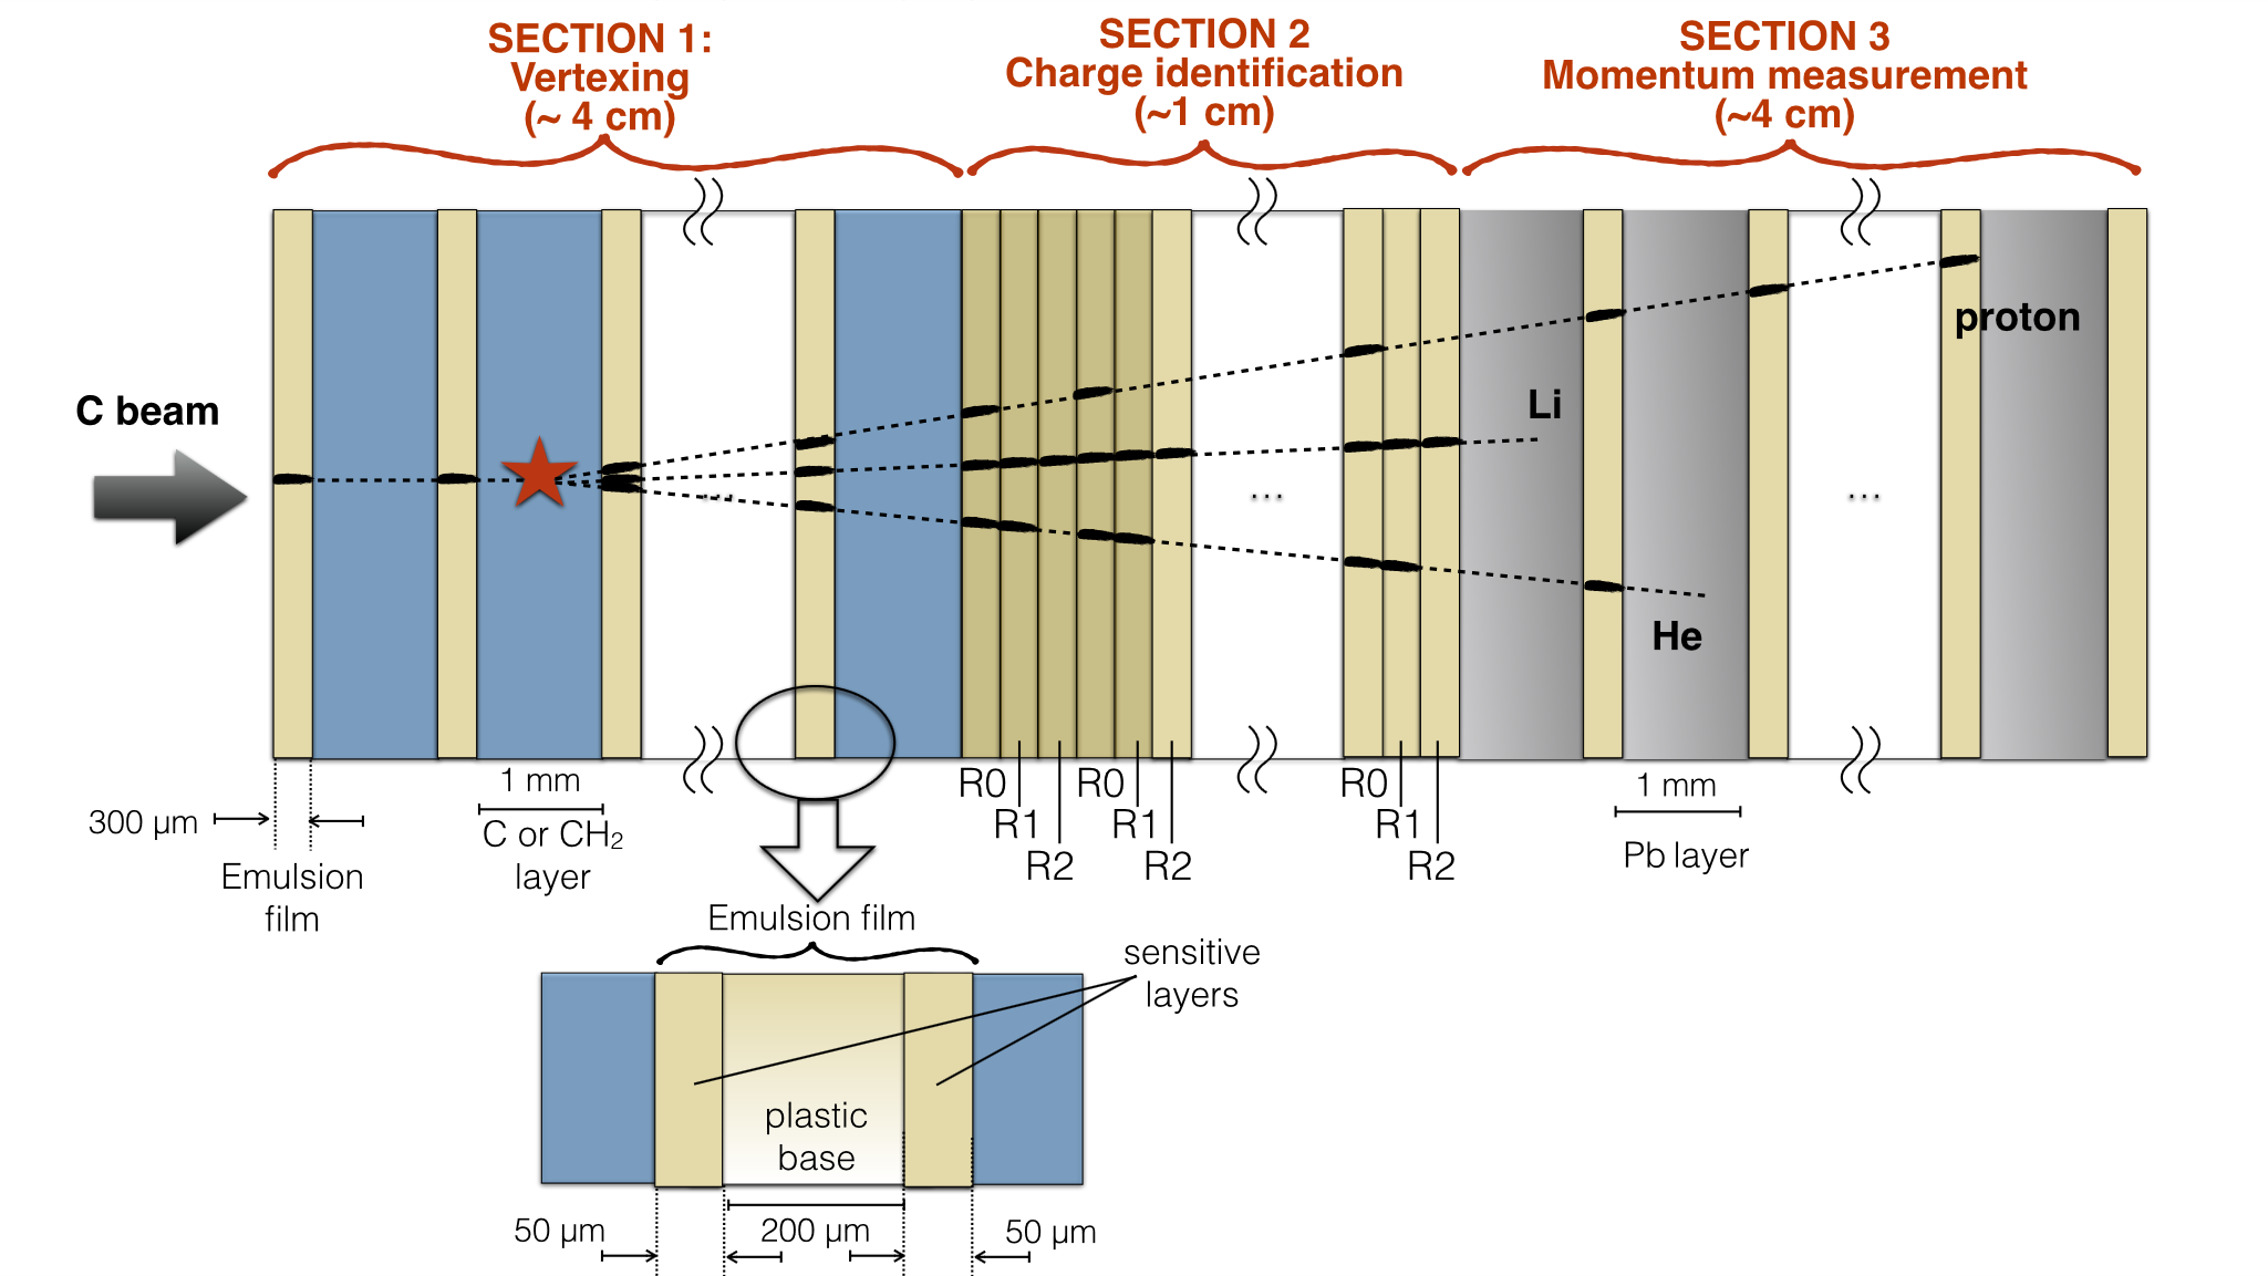 SECTION 1:
Vertexing
(~ 4 cm)
SECTION 2
Charge identification
(~1 cm)
SECTION 3
Momentum measurement
(~4 cm)
C beam
proton
Li
He
...
...
...
300 µm
Emulsion
film
1 mm
C or CH₂
layer
R0
R1
R2
R0
R1
R2
R0
R1
R2
1 mm
Pb layer
Emulsion film
sensitive
layers
plastic
base
50 µm
200 µm
50 µm